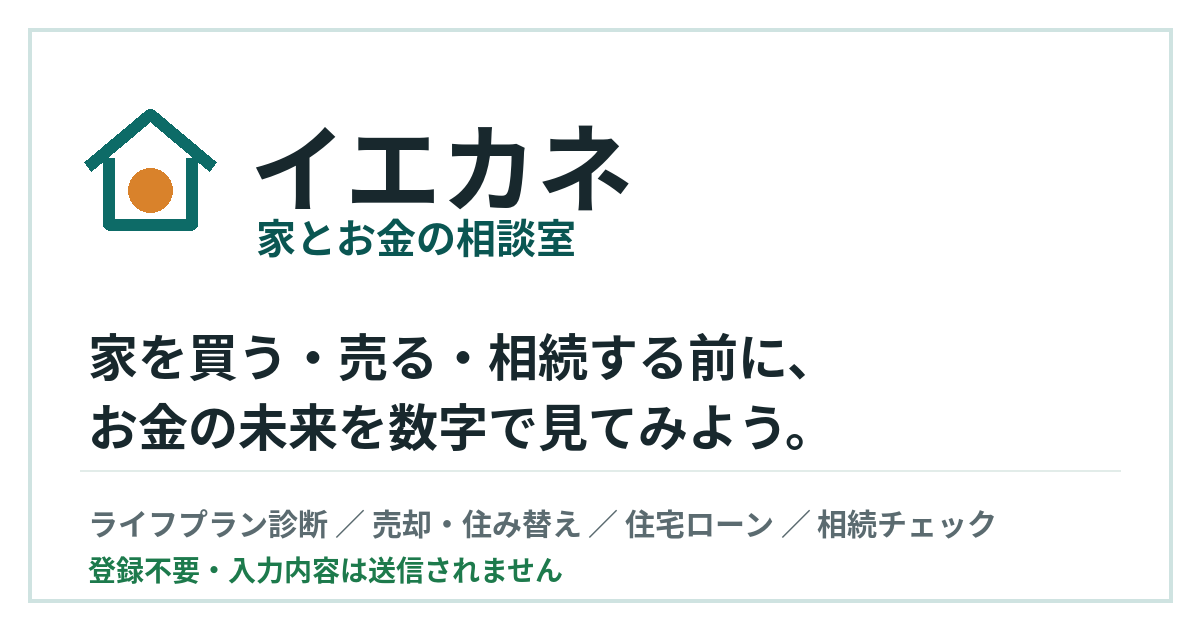 イエカネ
家とお金の相談室
家を買う・売る・相続する前に、
お金の未来を数字で見てみよう。
ライフプラン診断 ／ 売却・住み替え ／ 住宅ローン ／ 相続チェック
登録不要・入力内容は送信されません